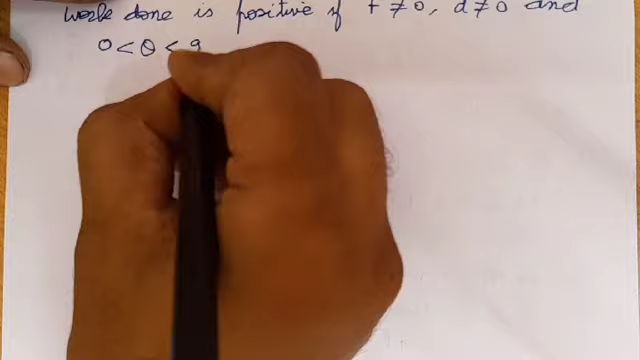 work done is positive if F ≠ 0, d ≠ 0 and
0 < θ < 9